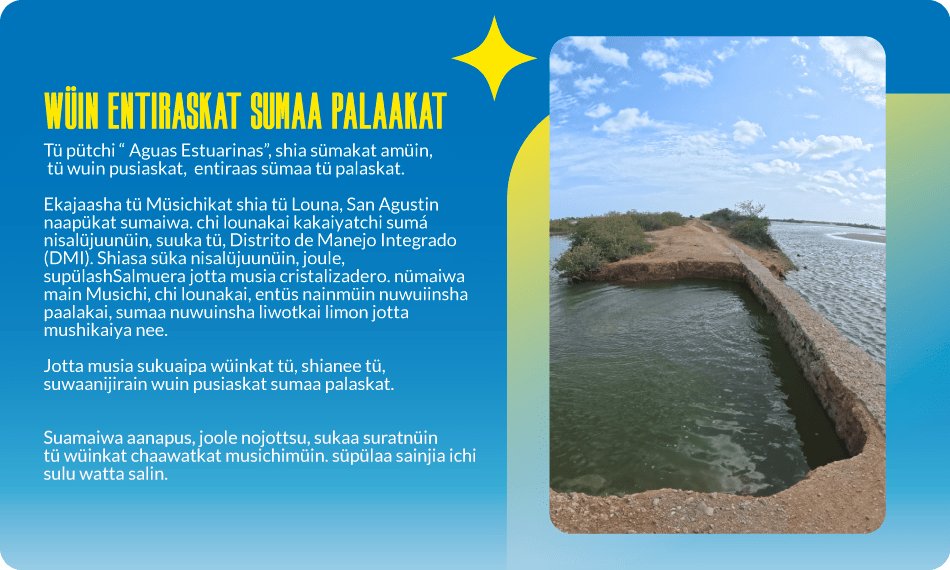 WÜIN ENTIRASKAT SUMAA PALAAKAT
Tü pütchi “ Aguas Estuarinas”, shia sümakat amüin,
tü wuin pusiaskat, entiraas sümaa tü palaskat.
Ekajaasha tü Müsichikat shia tü Louna, San Agustin
naapükat sumaiwa. chi lounakai kakaiyatchi sumá
nisalüjuunüin, suuka tü, Distrito de Manejo Integrado
(DMI). Shiasa süka nisalüjuunüin, joule,
supülashSalmuera jotta musia cristalizadero. nümaiwa
main Musichi, chi lounakai, entüs nainmüin nuwuiinsha
paalakai, sumaa nuwuinsha liwotkai limon jotta
mushikaiya nee.
Jotta musia sukuaipa wüinkat tü, shianee tü,
suwaanijirain wuin pusiaskat sumaa palaskat.
Suamaiwa aanapus, joole nojottsu, sukaa suratnüin
tü wüinkat chaawatkat musichimüin. süpülaa sainjia ichi
sulu watta salin.